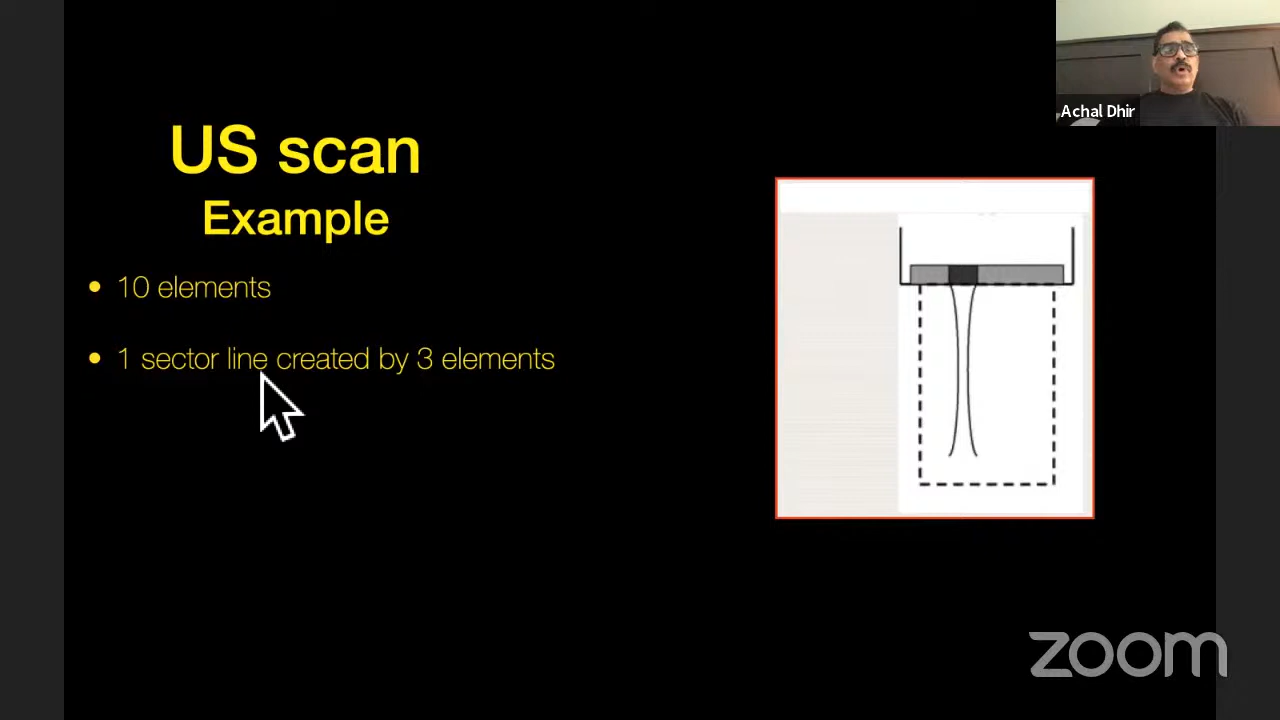 Achal Dhir
US scan
Example
• 10 elements
• 1 sector line created by 3 elements
zoom